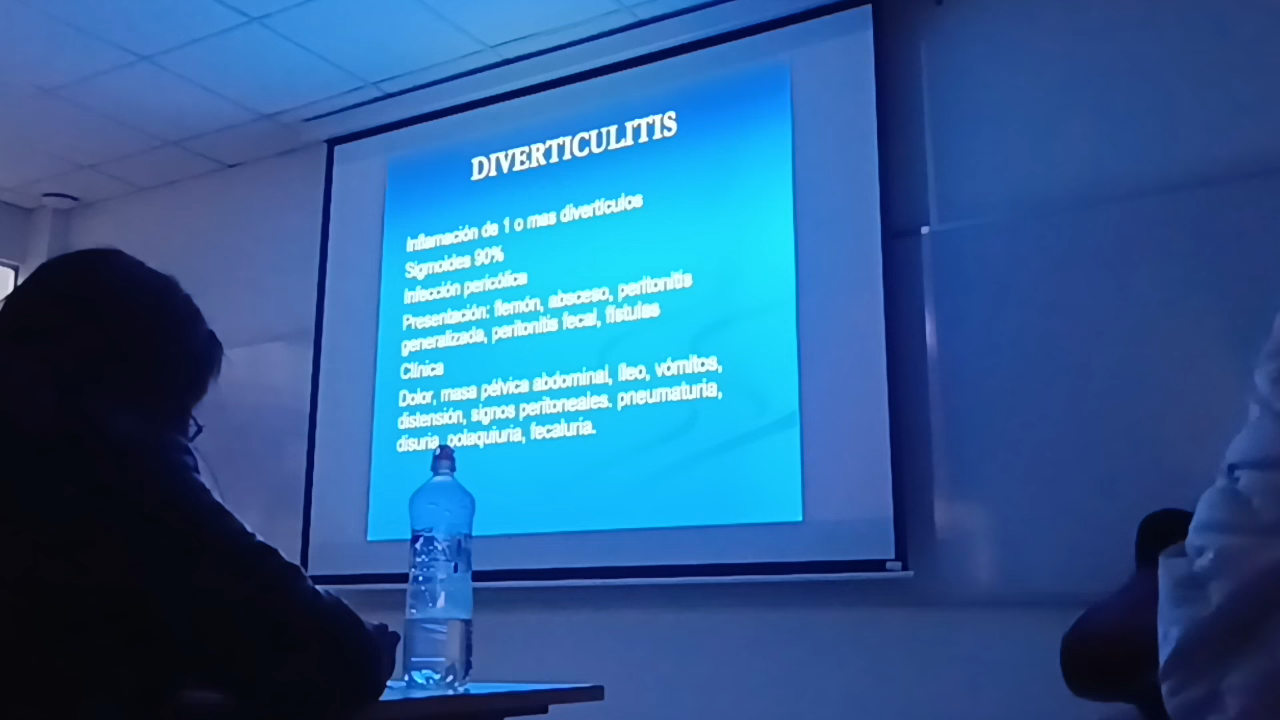 DIVERTICULITIS
Inflamación de 1 o mas divertículos
Sigmoides 90%
Infección pericólica
Presentación: flemón, absceso, peritonitis
generalizada, peritonitis fecal, fístulas
Clínica
Dolor, masa pélvica abdominal, íleo, vómitos,
distensión, signos peritoneales. pneumaturia,
disuria, polaquiuria, fecaluria.